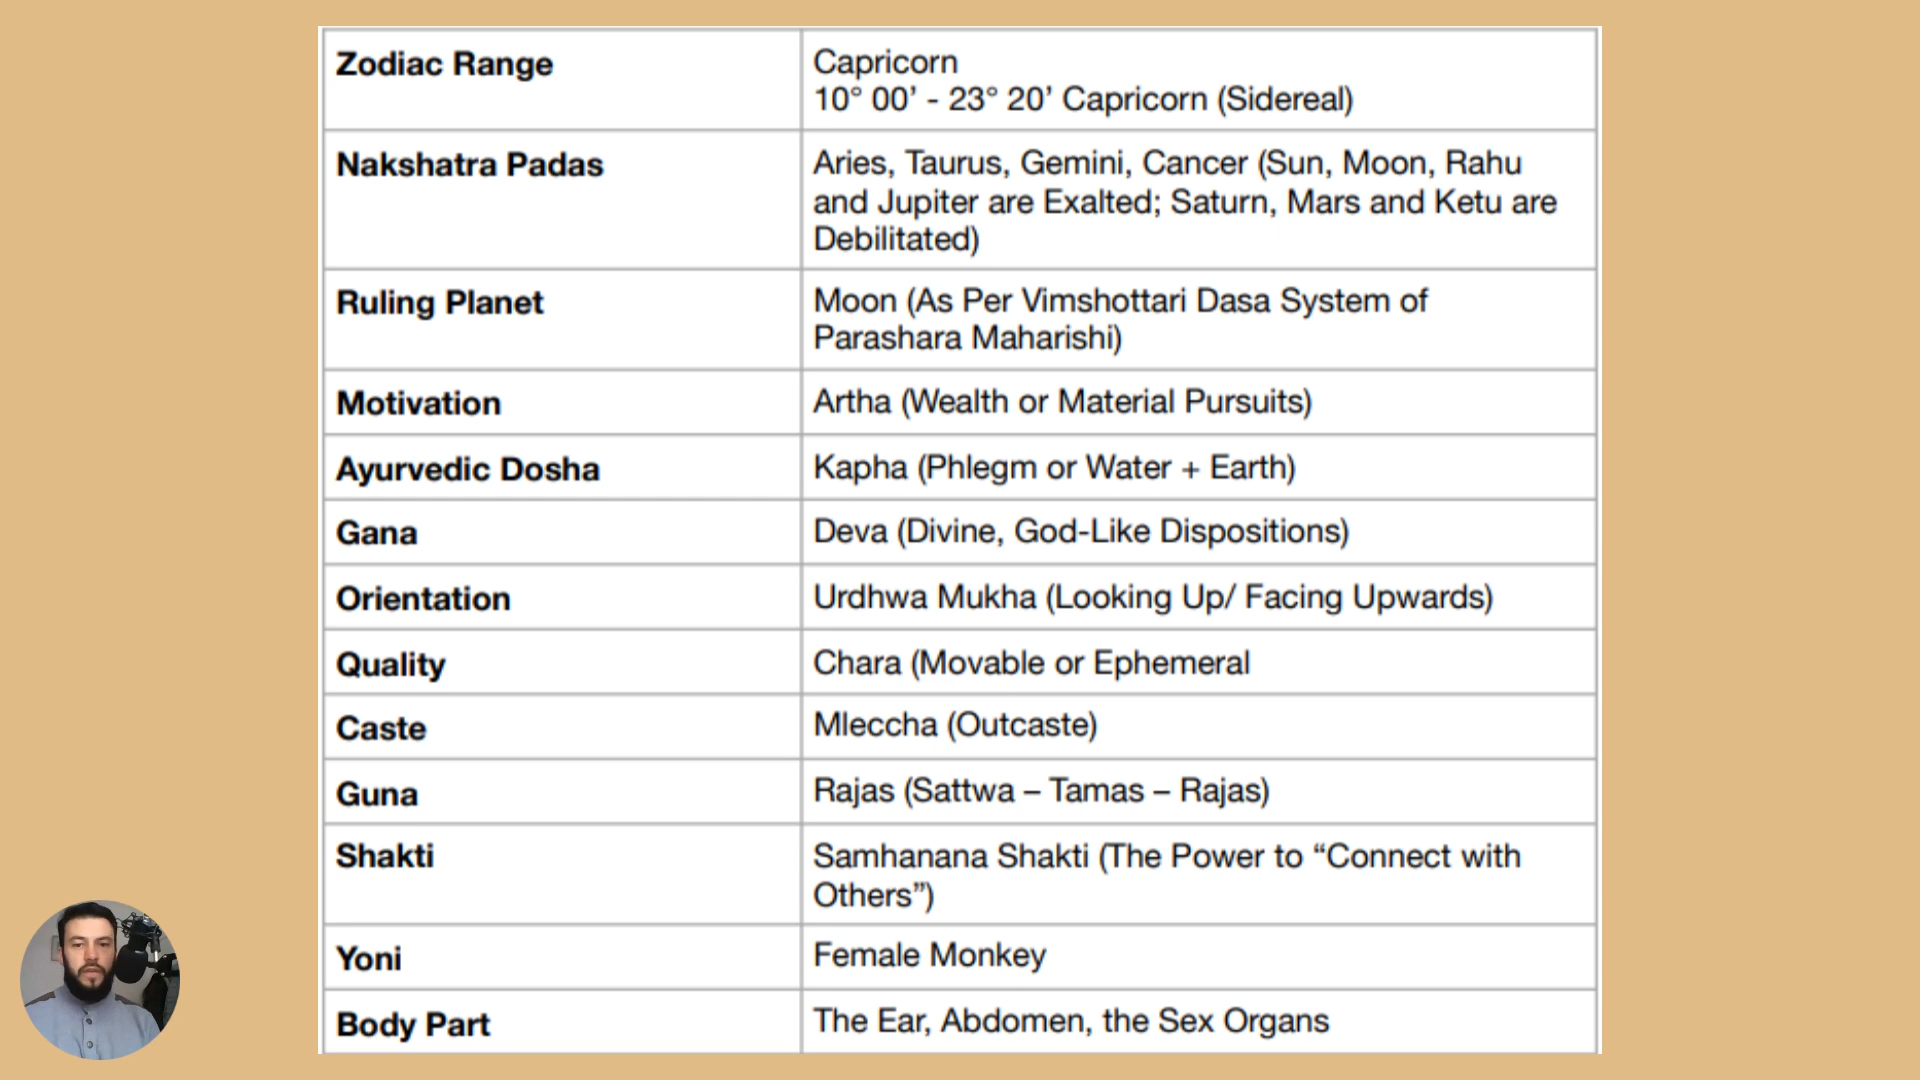 Zodiac Range
Capricorn
10° 00’ - 23° 20’ Capricorn (Sidereal)
Nakshatra Padas
Aries, Taurus, Gemini, Cancer (Sun, Moon, Rahu
and Jupiter are Exalted; Saturn, Mars and Ketu are
Debilitated)
Ruling Planet
Moon (As Per Vimshottari Dasa System of
Parashara Maharishi)
Motivation
Artha (Wealth or Material Pursuits)
Ayurvedic Dosha
Kapha (Phlegm or Water + Earth)
Gana
Deva (Divine, God-Like Dispositions)
Orientation
Urdhwa Mukha (Looking Up/ Facing Upwards)
Quality
Chara (Movable or Ephemeral
Caste
Mleccha (Outcaste)
Guna
Rajas (Sattwa – Tamas – Rajas)
Shakti
Samhanana Shakti (The Power to “Connect with
Others”)
Yoni
Female Monkey
Body Part
The Ear, Abdomen, the Sex Organs